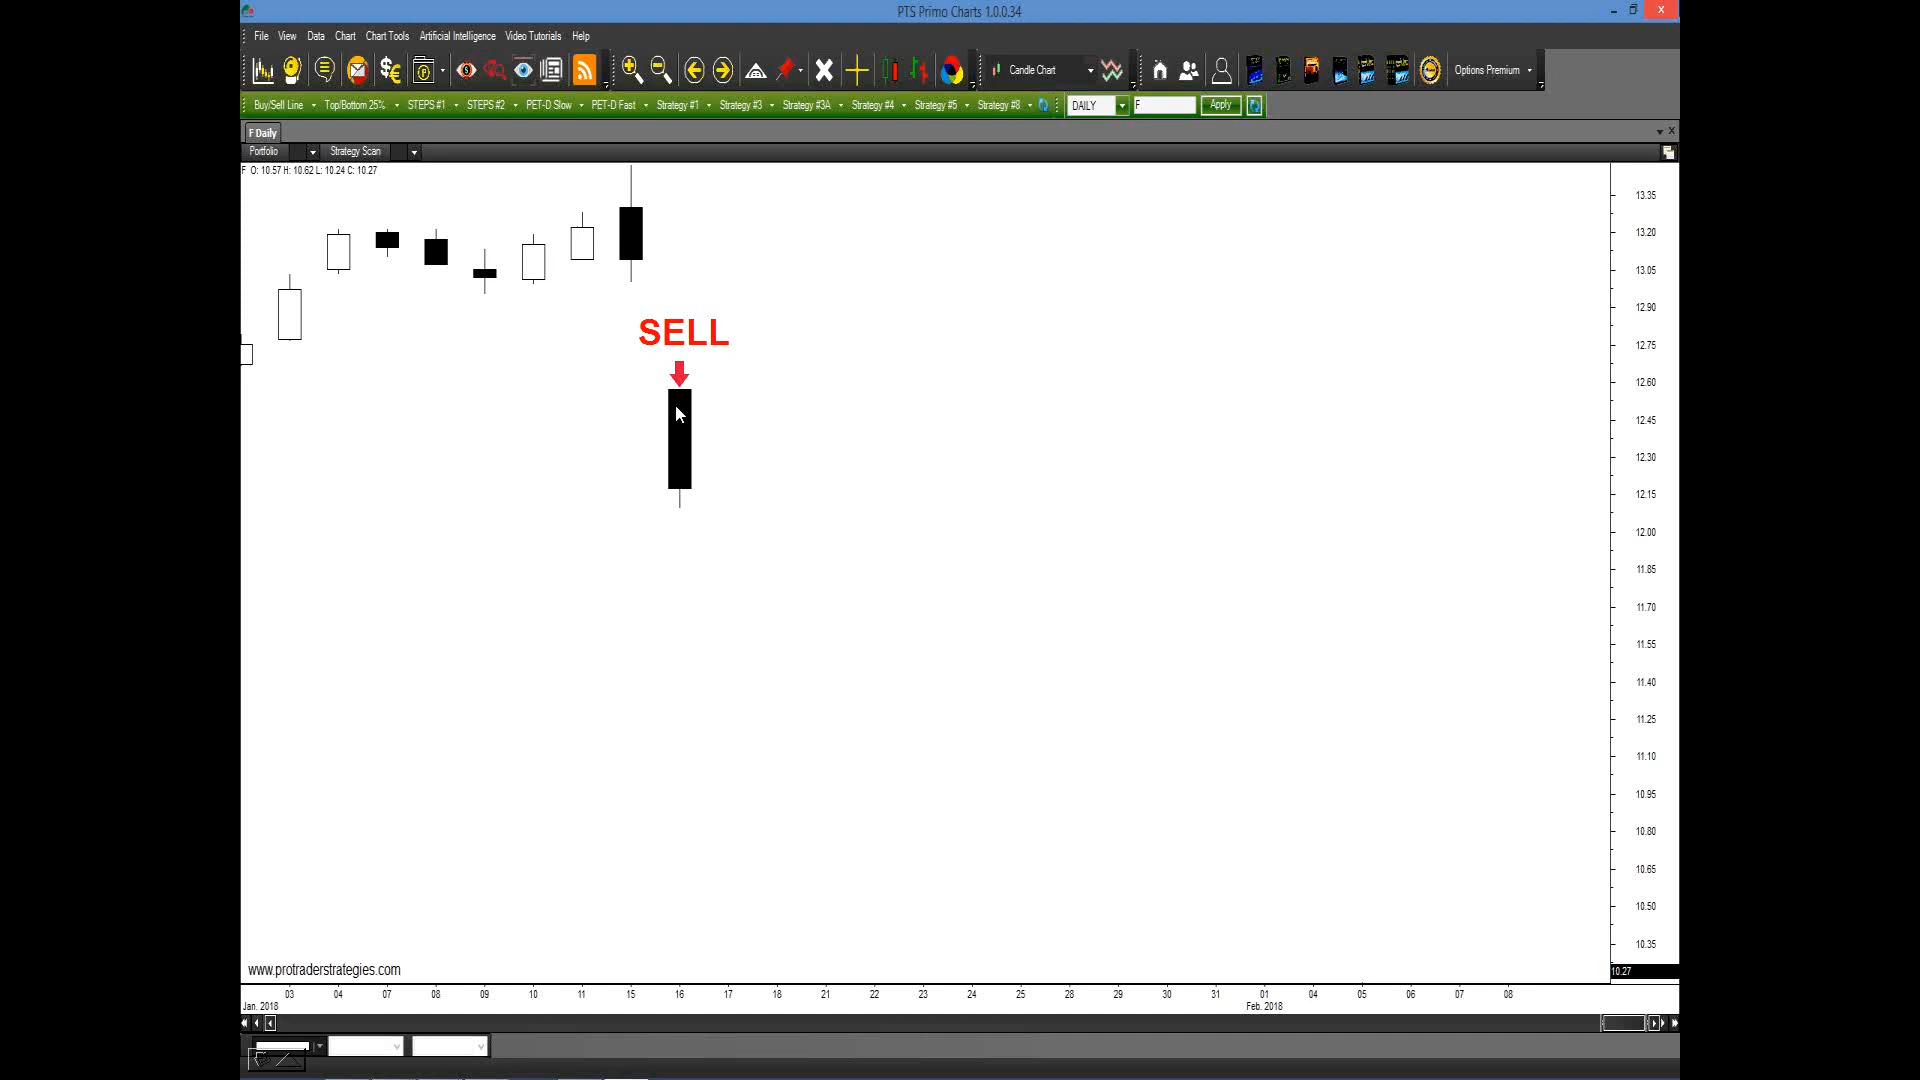 PTS Primo Charts 1.0.0.34
File View Data Chart Chart Tools Artificial Intelligence Video Tutorials Help
Candle Chart
Options Premium
Buy/Sell Line Top/Bottom 25% STEPS #1 STEPS #2 PET-D Slow PET-D Fast Strategy #1 Strategy #3 Strategy #3A Strategy #4 Strategy #5 Strategy #8 DAILY F Apply
F Daily
Portfolio Strategy Scan
F O: 10.57 H: 10.62 L: 10.24 C: 10.27
13.35
13.20
13.05
12.90
SELL
12.75
12.60
12.45
12.30
12.15
12.00
11.85
11.70
11.55
11.40
11.25
11.10
10.95
10.80
10.65
10.50
10.35
www.protraderstrategies.com
10.27
03 04 07 08 09 10 11 15 16 17 18 21 22 23 24 25 28 29 30 31 01 04 05 06 07 08
Jan. 2018 Feb. 2018